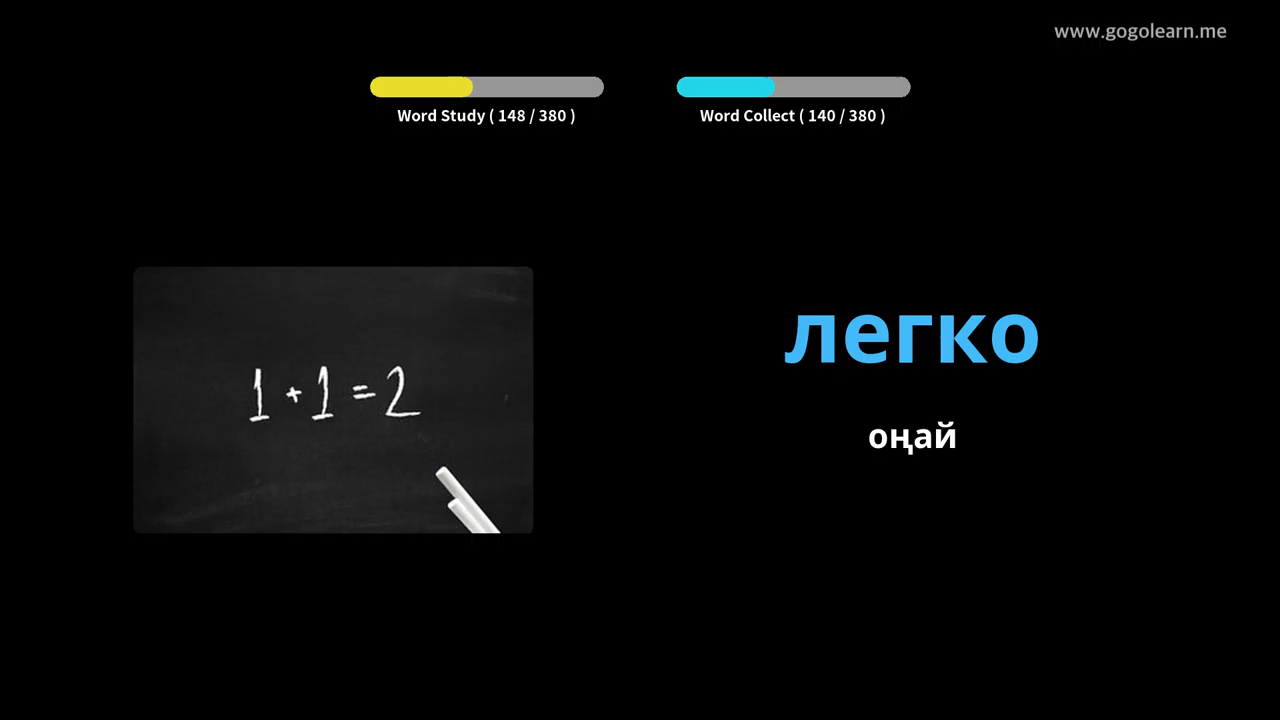 www.gogolearn.me
Word Study ( 148 / 380 )
Word Collect ( 140 / 380 )
1 + 1 = 2
легко
оңай